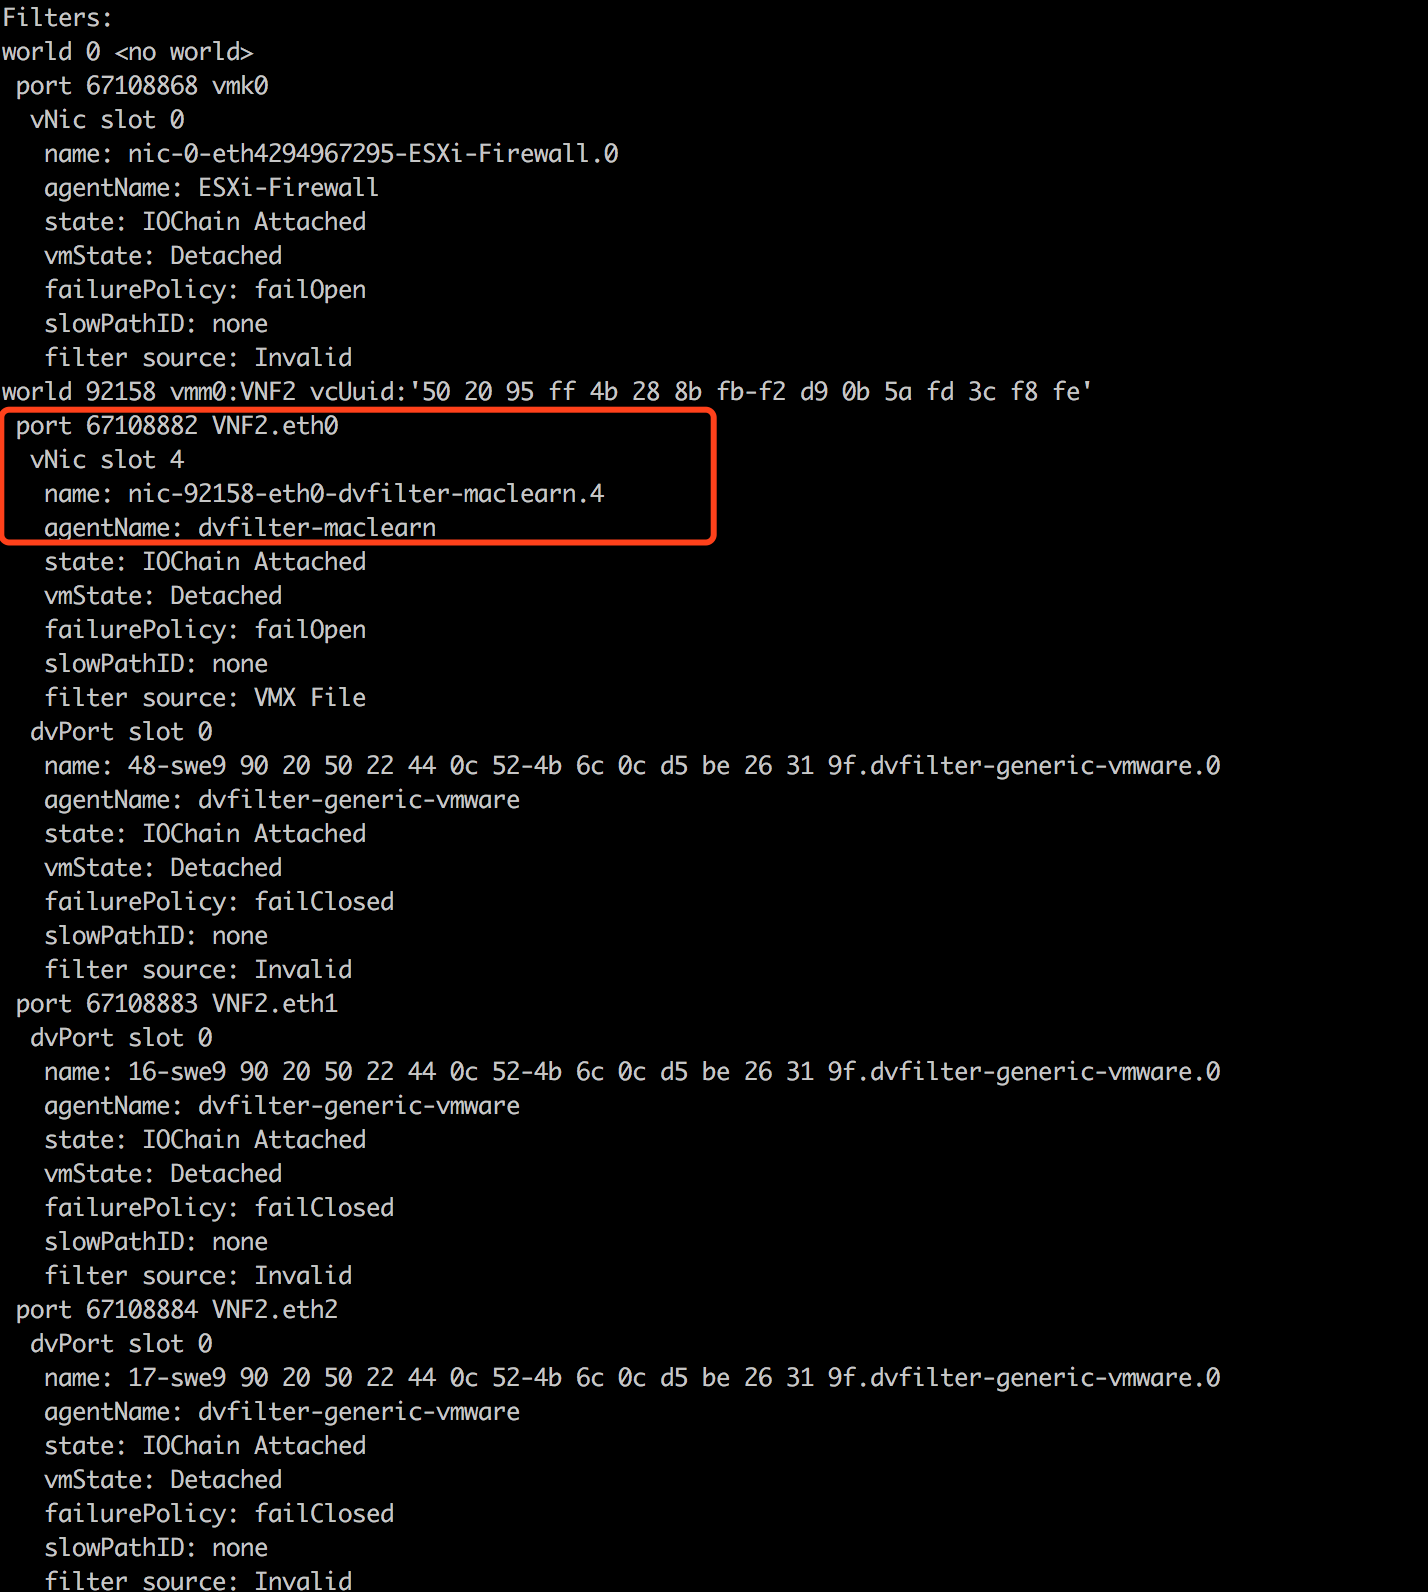 Filters:
world 0 <no world>
port 67108868 vmk0
vNic slot 0
name: nic-0-eth4294967295-ESXi-Firewall.0
agentName: ESXi-Firewall
state: IOChain Attached
vmState: Detached
failurePolicy: failOpen
slowPathID: none
filter source: Invalid
world 92158 vmm0:VNF2 vcUuid:'50 20 95 ff 4b 28 8b fb-f2 d9 0b 5a fd 3c f8 fe'
port 67108882 VNF2.eth0
vNic slot 4
name: nic-92158-eth0-dvfilter-maclearn.4
agentName: dvfilter-maclearn
state: IOChain Attached
vmState: Detached
failurePolicy: failOpen
slowPathID: none
filter source: VMX File
dvPort slot 0
name: 48-swe9 90 20 50 22 44 0c 52-4b 6c 0c d5 be 26 31 9f.dvfilter-generic-vmware.0
agentName: dvfilter-generic-vmware
state: IOChain Attached
vmState: Detached
failurePolicy: failClosed
slowPathID: none
filter source: Invalid
port 67108883 VNF2.eth1
dvPort slot 0
name: 16-swe9 90 20 50 22 44 0c 52-4b 6c 0c d5 be 26 31 9f.dvfilter-generic-vmware.0
agentName: dvfilter-generic-vmware
state: IOChain Attached
vmState: Detached
failurePolicy: failClosed
slowPathID: none
filter source: Invalid
port 67108884 VNF2.eth2
dvPort slot 0
name: 17-swe9 90 20 50 22 44 0c 52-4b 6c 0c d5 be 26 31 9f.dvfilter-generic-vmware.0
agentName: dvfilter-generic-vmware
state: IOChain Attached
vmState: Detached
failurePolicy: failClosed
slowPathID: none
filter source: Invalid